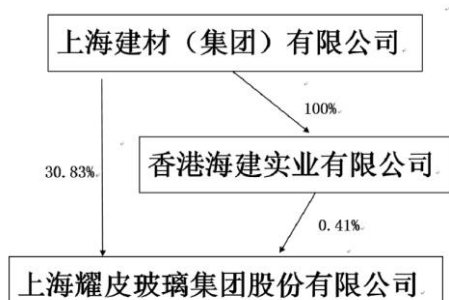 上海建材（集团）有限公司
100%
30.83%
香港海建实业有限公司
0.41%
上海耀皮玻璃集团股份有限公司